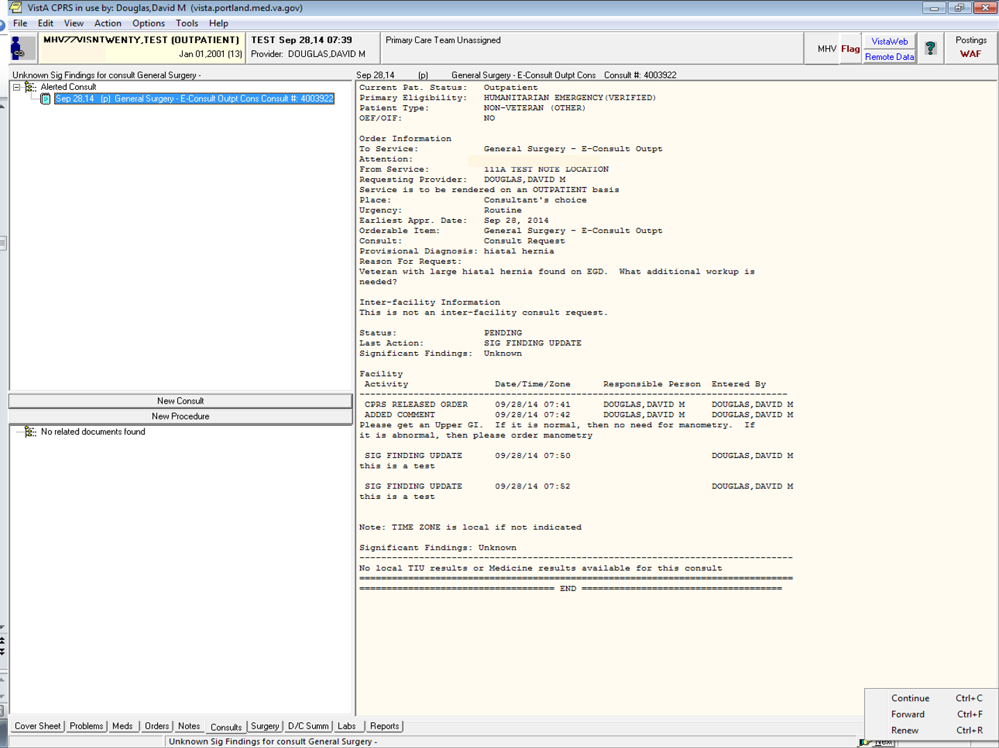 VistA CPRS in use by: Douglas,David M (vista.portland.med.va.gov)
File Edit View Action Options Tools Help
MHVZZVISNTWENTY,TEST (OUTPATIENT)
Jan 01,2001 (13)
TEST Sep 28,14 07:39
Provider: DOUGLAS,DAVID M
Primary Care Team Unassigned
MHV
Flag
VistaWeb
Remote Data
?
Postings
WAF
Unknown Sig Findings for consult General Surgery -
Alerted Consult
Sep 28,14 (p) General Surgery - E-Consult Outpt Cons Consult #: 4003922
New Consult
New Procedure
No related documents found
Sep 28,14 (p) General Surgery - E-Consult Outpt Cons Consult #: 4003922
Current Pat. Status: Outpatient
Primary Eligibility: HUMANITARIAN EMERGENCY(VERIFIED)
Patient Type: NON-VETERAN (OTHER)
OEF/OIF: NO
Order Information
To Service: General Surgery - E-Consult Outpt
Attention:
From Service: 111A TEST NOTE LOCATION
Requesting Provider: DOUGLAS,DAVID M
Service is to be rendered on an OUTPATIENT basis
Place: Consultant's choice
Urgency: Routine
Earliest Appr. Date: Sep 28, 2014
Orderable Item: General Surgery - E-Consult Outpt
Consult: Consult Request
Provisional Diagnosis: hiatal hernia
Reason For Request:
Veteran with large hiatal hernia found on EGD. What additional workup is
needed?
Inter-facility Information
This is not an inter-facility consult request.
Status: PENDING
Last Action: SIG FINDING UPDATE
Significant Findings: Unknown
Facility
Activity Date/Time/Zone Responsible Person Entered By
-------------------------------------------------------------------------------
CPRS RELEASED ORDER 09/28/14 07:41 DOUGLAS,DAVID M DOUGLAS,DAVID M
ADDED COMMENT 09/28/14 07:42 DOUGLAS,DAVID M DOUGLAS,DAVID M
Please get an Upper GI. If it is normal, then no need for manometry. If
it is abnormal, then please order manometry
SIG FINDING UPDATE 09/28/14 07:50 DOUGLAS,DAVID M
this is a test
SIG FINDING UPDATE 09/28/14 07:52 DOUGLAS,DAVID M
this is a test
Note: TIME ZONE is local if not indicated
Significant Findings: Unknown
--------------------------------------------------------------------------------
No local TIU results or Medicine results available for this consult
================================================================================
==================================== END =====================================
Continue Ctrl+C
Forward Ctrl+F
Renew Ctrl+R
Cover Sheet Problems Meds Orders Notes Consults Surgery D/C Summ Labs Reports
Unknown Sig Findings for consult General Surgery -
Next